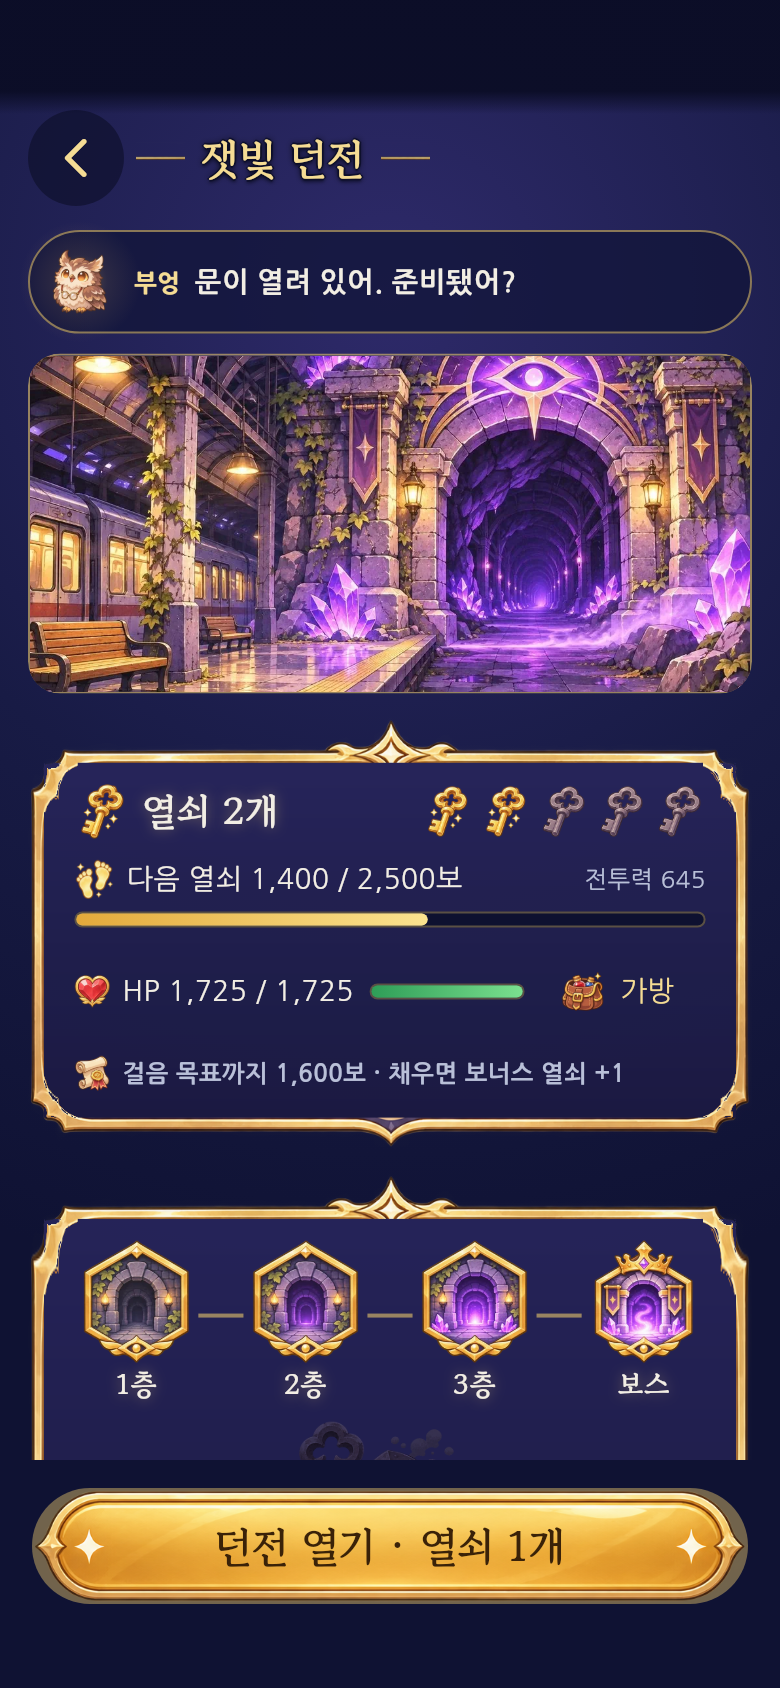 잿빛 던전
부엉 문이 열려 있어. 준비됐어?
열쇠 2개
다음 열쇠 1,400 / 2,500보 전투력 645
HP 1,725 / 1,725 가방
걸음 목표까지 1,600보 · 채우면 보너스 열쇠 +1
1층 2층 3층 보스
던전 열기 · 열쇠 1개